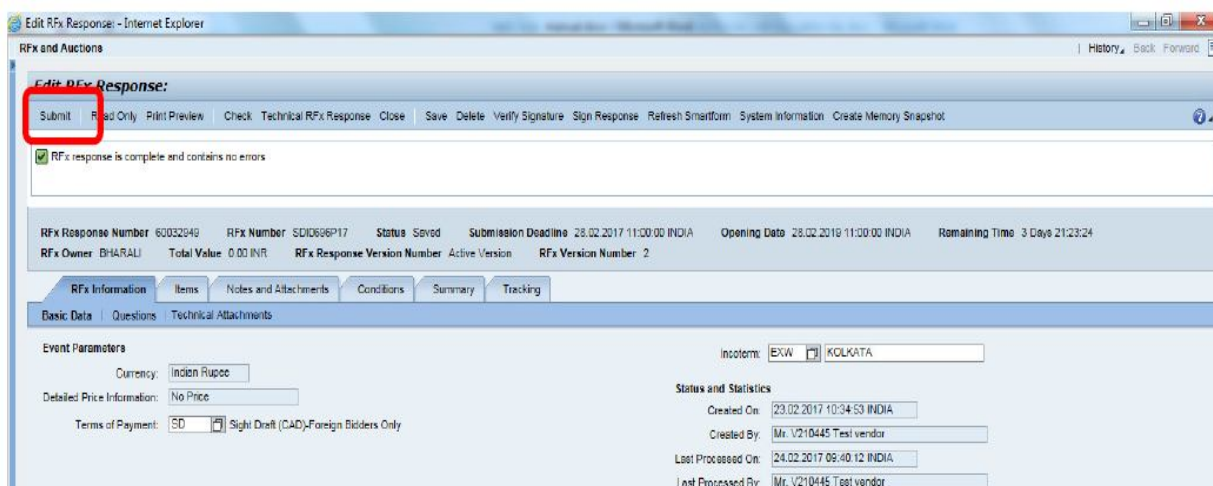 Edit RFx Response: - Internet Explorer
RFx and Auctions
History Back Forward
Edit RFx Response:
Submit Read Only Print Preview Check Technical RFx Response Close Save Delete Verify Signature Sign Response Refresh Smartform System Information Create Memory Snapshot
RFx response is complete and contains no errors
RFx Response Number 60032949 RFx Number SDI0696P17 Status Saved Submission Deadline 28.02.2017 11:00:00 INDIA Opening Date 28.02.2019 11:00:00 INDIA Remaining Time 3 Days 21:23:24
RFx Owner BHARALI Total Value 0.00 INR RFx Response Version Number Active Version RFx Version Number 2
RFx Information Items Notes and Attachments Conditions Summary Tracking
Basic Data Questions Technical Attachments
Event Parameters
Incoterm: EXW KOLKATA
Currency: Indian Rupee
Status and Statistics
Detailed Price Information: No Price
Created On: 23.02.2017 10:34:53 INDIA
Terms of Payment: SD Sight Draft (CAD)-Foreign Bidders Only
Created By: Mr. V210445 Test vendor
Last Processed On: 24.02.2017 09:40:12 INDIA
Last Processed By: Mr. V210445 Test vendor